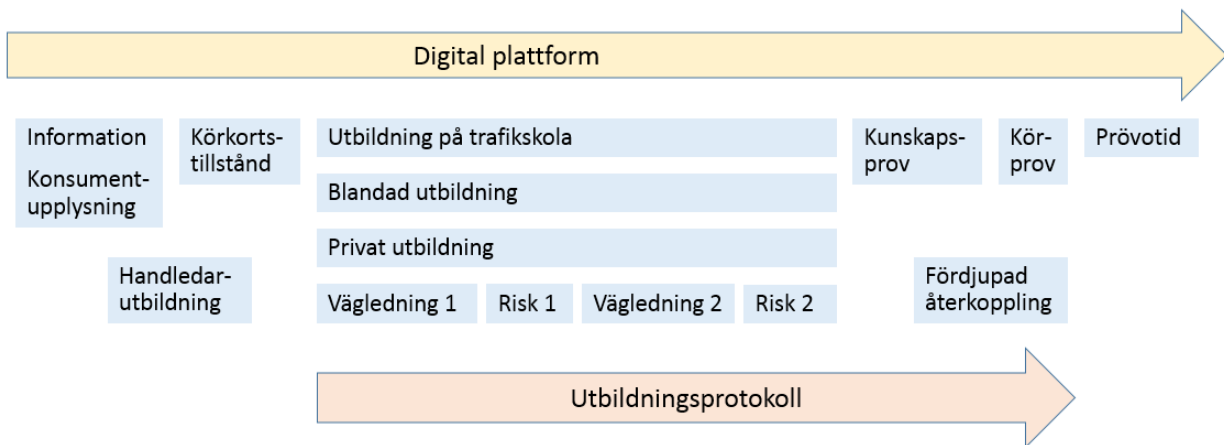 Digital plattform
Information
Konsument-
upplysning
Körkorts-
tillstånd
Handledar-
utbildning
Utbildning på trafikskola
Blandad utbildning
Privat utbildning
Vägledning 1
Risk 1
Vägledning 2
Risk 2
Kunskaps-
prov
Kör-
prov
Prövotid
Fördjupad
återkoppling
Utbildningsprotokoll